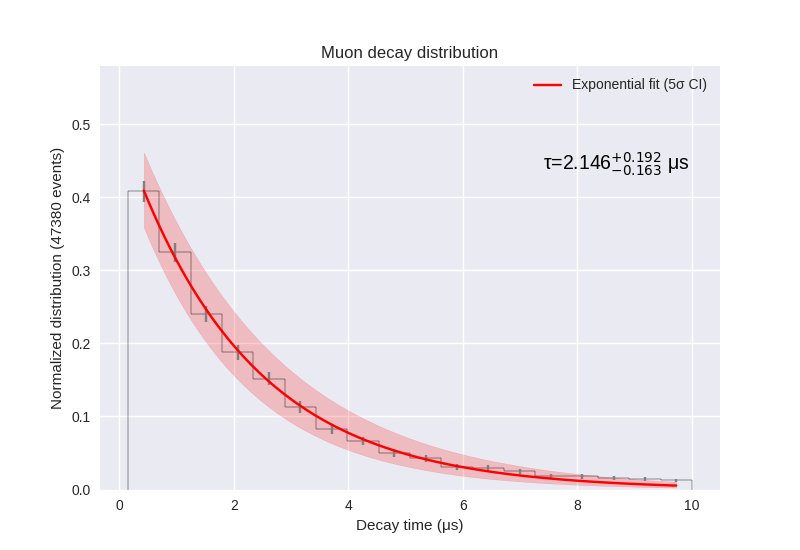 Muon decay distribution
Exponential fit (5σ CI)
τ=2.146+0.192 −0.163 μs
Normalized distribution (47380 events)
0.5
0.4
0.3
0.2
0.1
0.0
0 2 4 6 8 10
Decay time (μs)